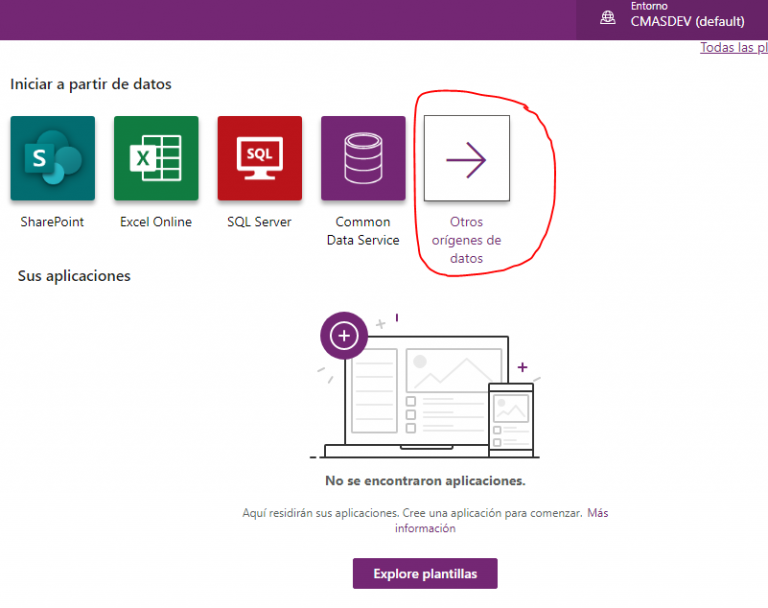 Entorno
CMASDEV (default)
Todas las pl
Iniciar a partir de datos
S
X
SQL
SharePoint
Excel Online
SQL Server
Common
Data Service
Otros
orígenes de
datos
Sus aplicaciones
No se encontraron aplicaciones.
Aquí residirán sus aplicaciones. Cree una aplicación para comenzar. Más
información
Explore plantillas